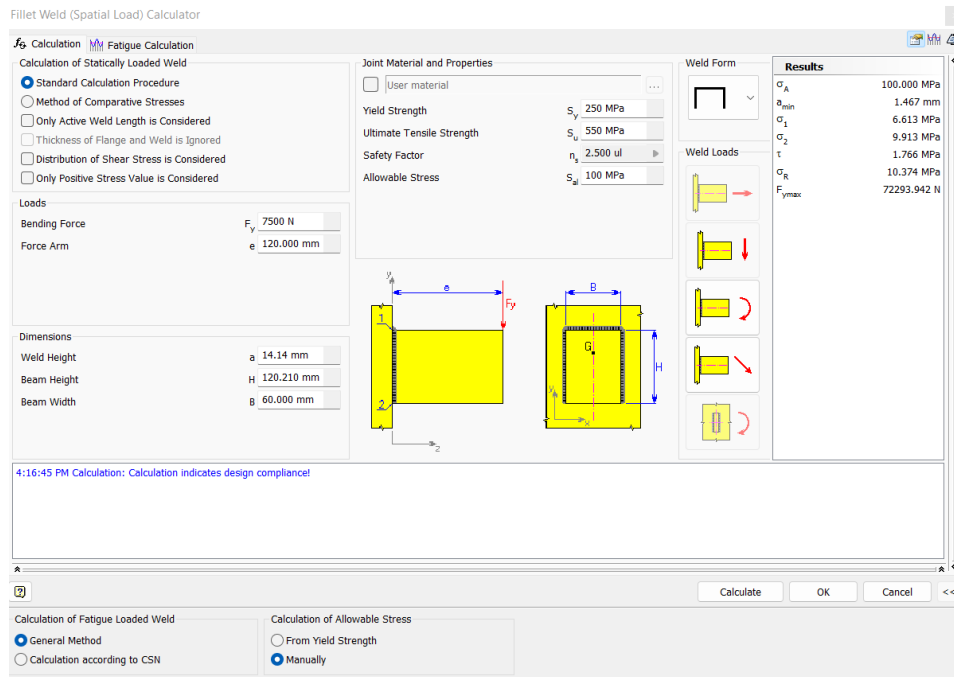 Fillet Weld (Spatial Load) Calculator
Calculation
Fatigue Calculation
Calculation of Statically Loaded Weld
Standard Calculation Procedure
Method of Comparative Stresses
Only Active Weld Length is Considered
Thickness of Flange and Weld is Ignored
Distribution of Shear Stress is Considered
Only Positive Stress Value is Considered
Loads
Bending Force Fy 7500 N
Force Arm e 120.000 mm
Dimensions
Weld Height a 14.14 mm
Beam Height H 120.210 mm
Beam Width B 60.000 mm
Joint Material and Properties
User material ...
Yield Strength Sy 250 MPa
Ultimate Tensile Strength Su 550 MPa
Safety Factor ns 2.500 ul
Allowable Stress Sal 100 MPa
y
e
Fy
1
2
z
B
G
H
y
x
Weld Form
Weld Loads
Results
σA 100.000 MPa
amin 1.467 mm
σ1 6.613 MPa
σ2 9.913 MPa
τ 1.766 MPa
σR 10.374 MPa
Fymax 72293.942 N
4:16:45 PM Calculation: Calculation indicates design compliance!
?
Calculate
OK
Cancel
<<
Calculation of Fatigue Loaded Weld
General Method
Calculation according to CSN
Calculation of Allowable Stress
From Yield Strength
Manually